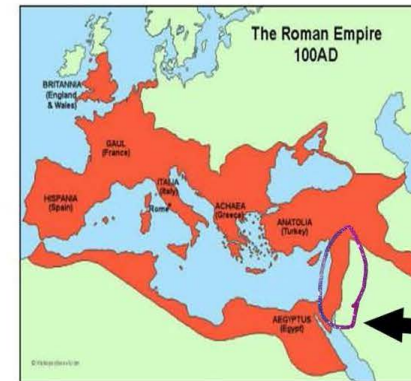 The Roman Empire
100AD
BRITANNIA
(England
& Wales)
GAUL
(France)
ITALIA
(Italy)
HISPANIA
(Spain)
Rome
ACHAEA
(Greece)
ANATOLIA
(Turkey)
AEGYPTUS
(Egypt)